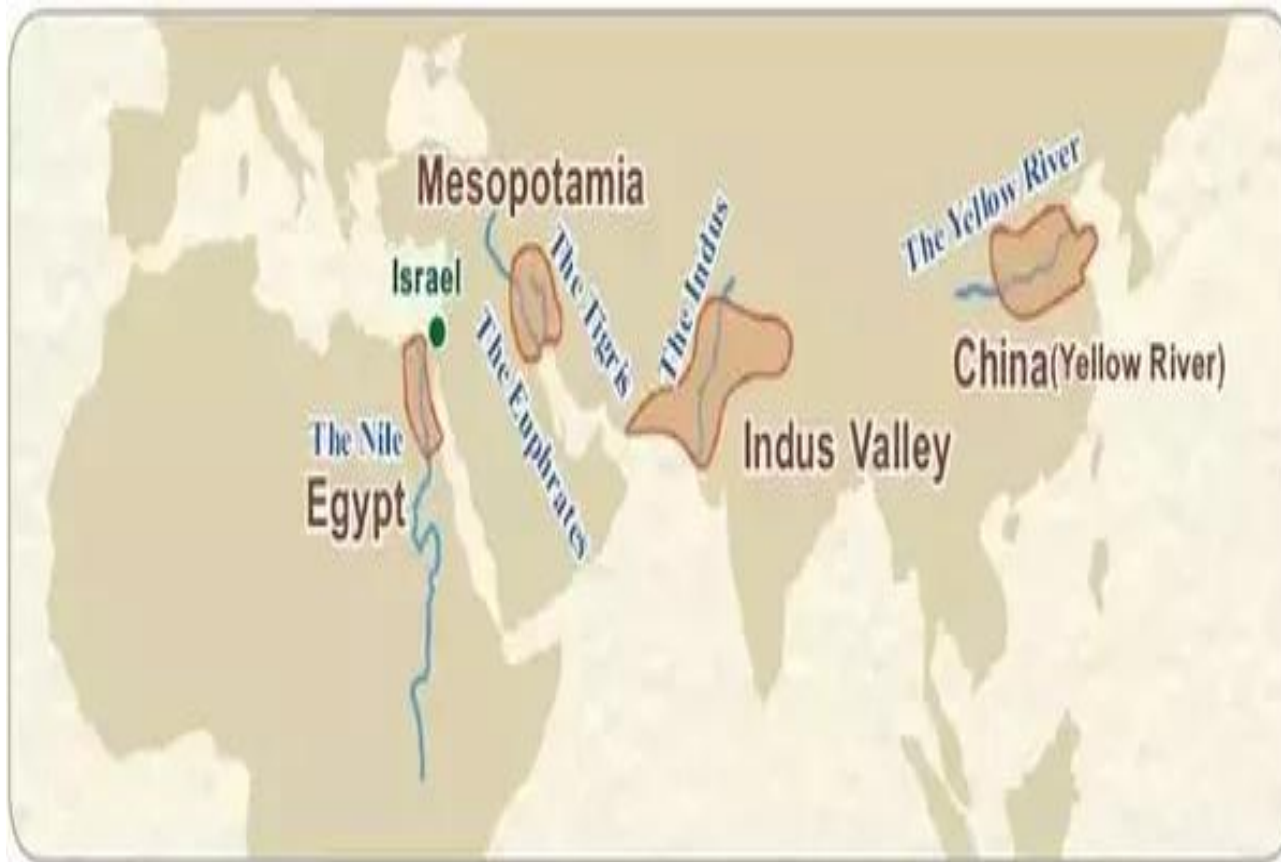 Mesopotamia
The Yellow River
Israel
The Tigris
The Indus
The Euphrates
China(Yellow River)
The Nile
Indus Valley
Egypt